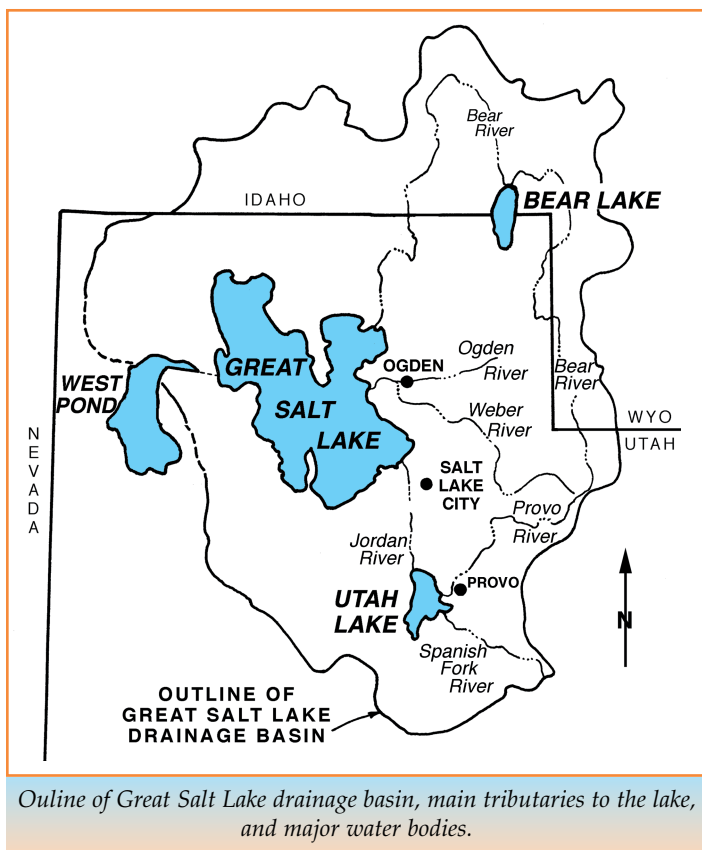 Bear
River
IDAHO
BEAR LAKE
GREAT
SALT
LAKE
WEST
POND
OGDEN
Ogden
River
Bear
River
Weber
River
WYO
UTAH
NEVADA
SALT
LAKE
CITY
Provo
River
Jordan
River
PROVO
UTAH
LAKE
N
Spanish
Fork
River
OUTLINE OF
GREAT SALT LAKE
DRAINAGE BASIN
Ouline of Great Salt Lake drainage basin, main tributaries to the lake,
and major water bodies.